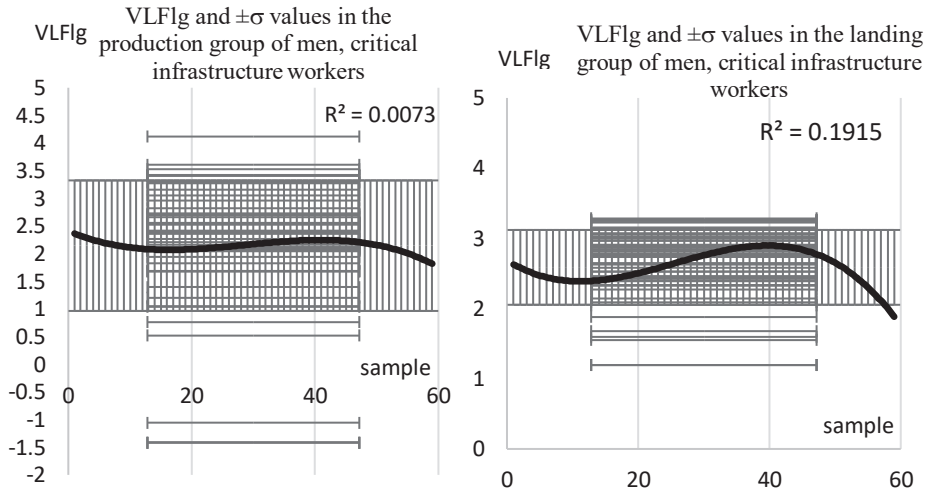 VLFlg
VLFlg and ±σ values in the
production group of men, critical
infrastructure workers
R² = 0.0073
5
4.5
4
3.5
3
2.5
2
1.5
1
0.5
0
-0.5
-1
-1.5
-2
sample
0
20
40
60
VLFlg
VLFlg and ±σ values in the landing
group of men, critical infrastructure
workers
R² = 0.1915
5
4
3
2
1
0
sample
0
20
40
60